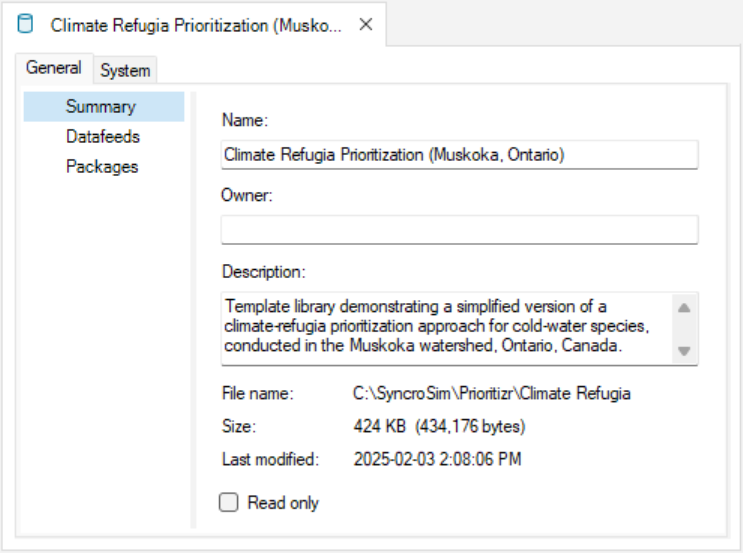 Climate Refugia Prioritization (Musko...
General
System
Summary
Datafeeds
Packages
Name:
Climate Refugia Prioritization (Muskoka, Ontario)
Owner:
Description:
Template library demonstrating a simplified version of a
climate-refugia prioritization approach for cold-water species,
conducted in the Muskoka watershed, Ontario, Canada.
File name: C:\SyncroSim\Prioritizr\Climate Refugia
Size: 424 KB (434,176 bytes)
Last modified: 2025-02-03 2:08:06 PM
Read only